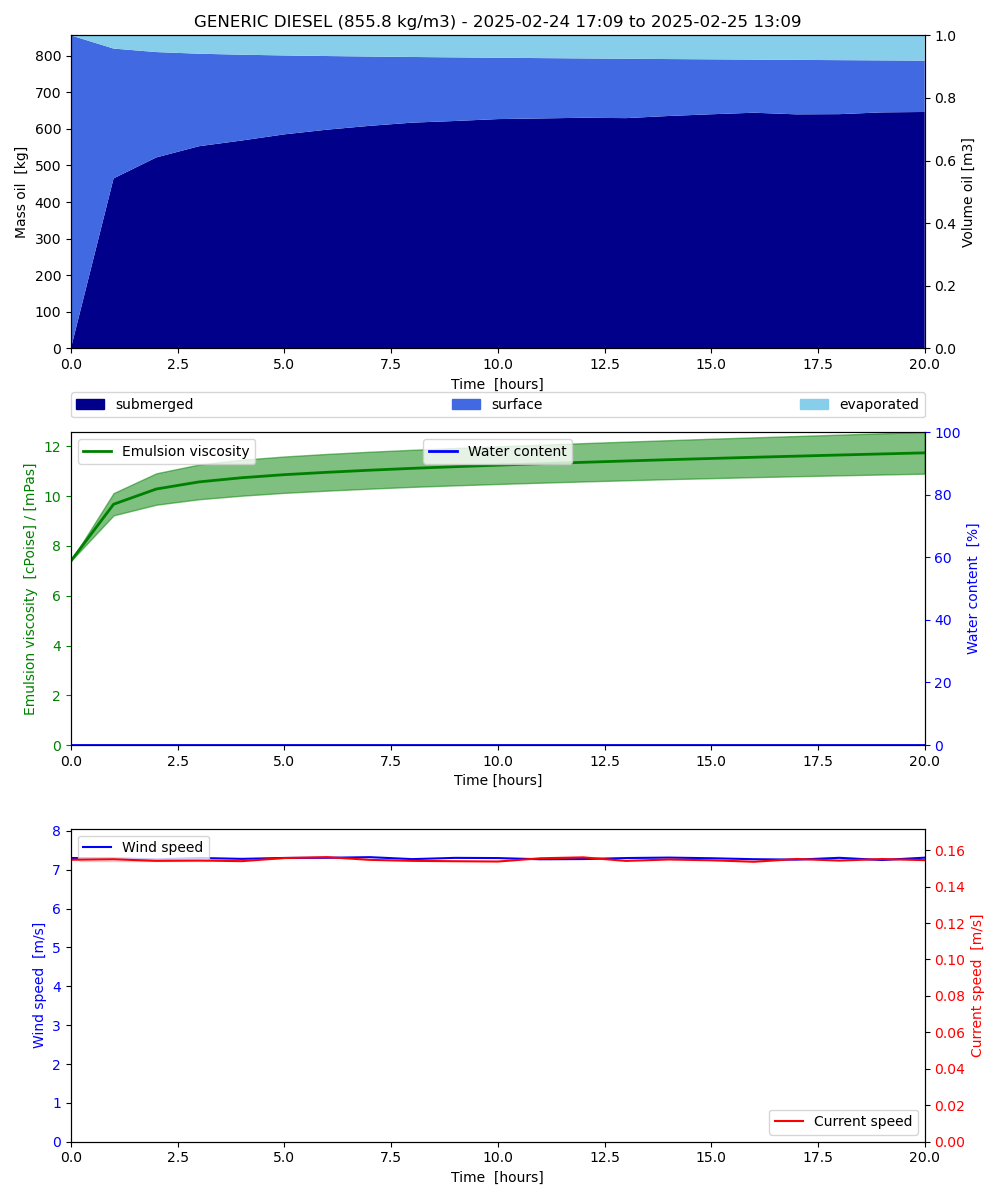 GENERIC DIESEL (855.8 kg/m3) - 2025-02-24 17:09 to 2025-02-25 13:09
Mass oil [kg]
800
700
600
500
400
300
200
100
0
Volume oil [m3]
1.0
0.8
0.6
0.4
0.2
0.0
0.0 2.5 5.0 7.5 10.0 12.5 15.0 17.5 20.0
Time [hours]
submerged surface evaporated
Emulsion viscosity [cPoise] / [mPas]
12
10
8
6
4
2
0
Emulsion viscosity
Water content
Water content [%]
100
80
60
40
20
0
0.0 2.5 5.0 7.5 10.0 12.5 15.0 17.5 20.0
Time [hours]
Wind speed [m/s]
8
7
6
5
4
3
2
1
0
Wind speed
Current speed [m/s]
0.16
0.14
0.12
0.10
0.08
0.06
0.04
0.02
0.00
Current speed
0.0 2.5 5.0 7.5 10.0 12.5 15.0 17.5 20.0
Time [hours]